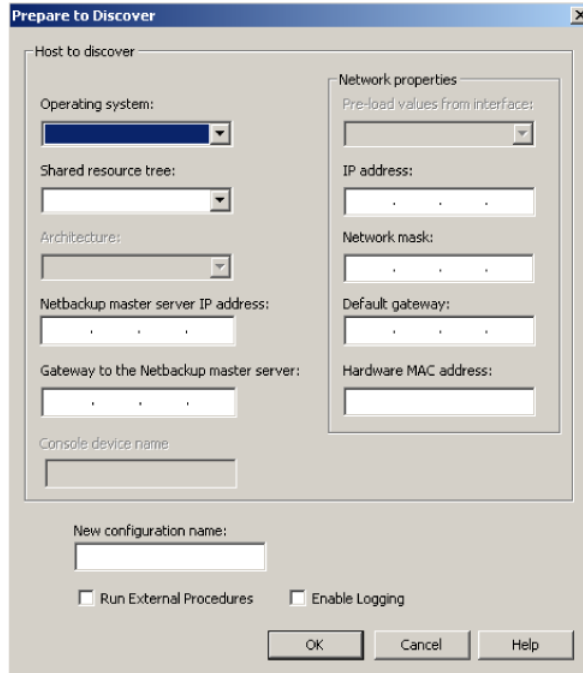 Prepare to Discover
Host to discover
Operating system:
Shared resource tree:
Architecture:
Netbackup master server IP address:
. . .
Gateway to the Netbackup master server:
. . .
Console device name
Network properties
Pre-load values from interface:
IP address:
. . .
Network mask:
. . .
Default gateway:
. . .
Hardware MAC address:
New configuration name:
Run External Procedures Enable Logging
OK Cancel Help